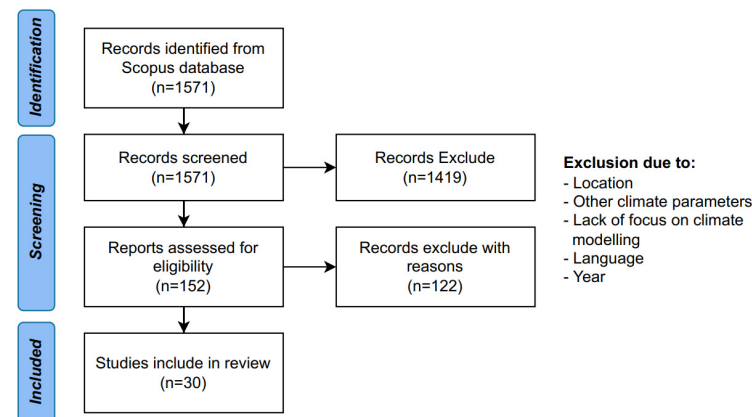 Identification
Records identified from
Scopus database
(n=1571)
Screening
Records screened
(n=1571)
Records Exclude
(n=1419)
Reports assessed for
eligibility
(n=152)
Records exclude with
reasons
(n=122)
Exclusion due to:
- Location
- Other climate parameters
- Lack of focus on climate
modelling
- Language
- Year
Included
Studies include in review
(n=30)